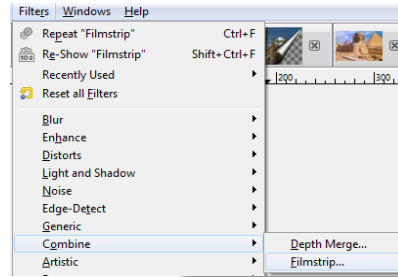 Filters Windows Help
Repeat "Filmstrip" Ctrl+F
Re-Show "Filmstrip" Shift+Ctrl+F
Recently Used
200 300
Reset all Filters
Blur
Enhance
Distorts
Light and Shadow
Noise
Edge-Detect
Generic
Combine Depth Merge...
Artistic Filmstrip...